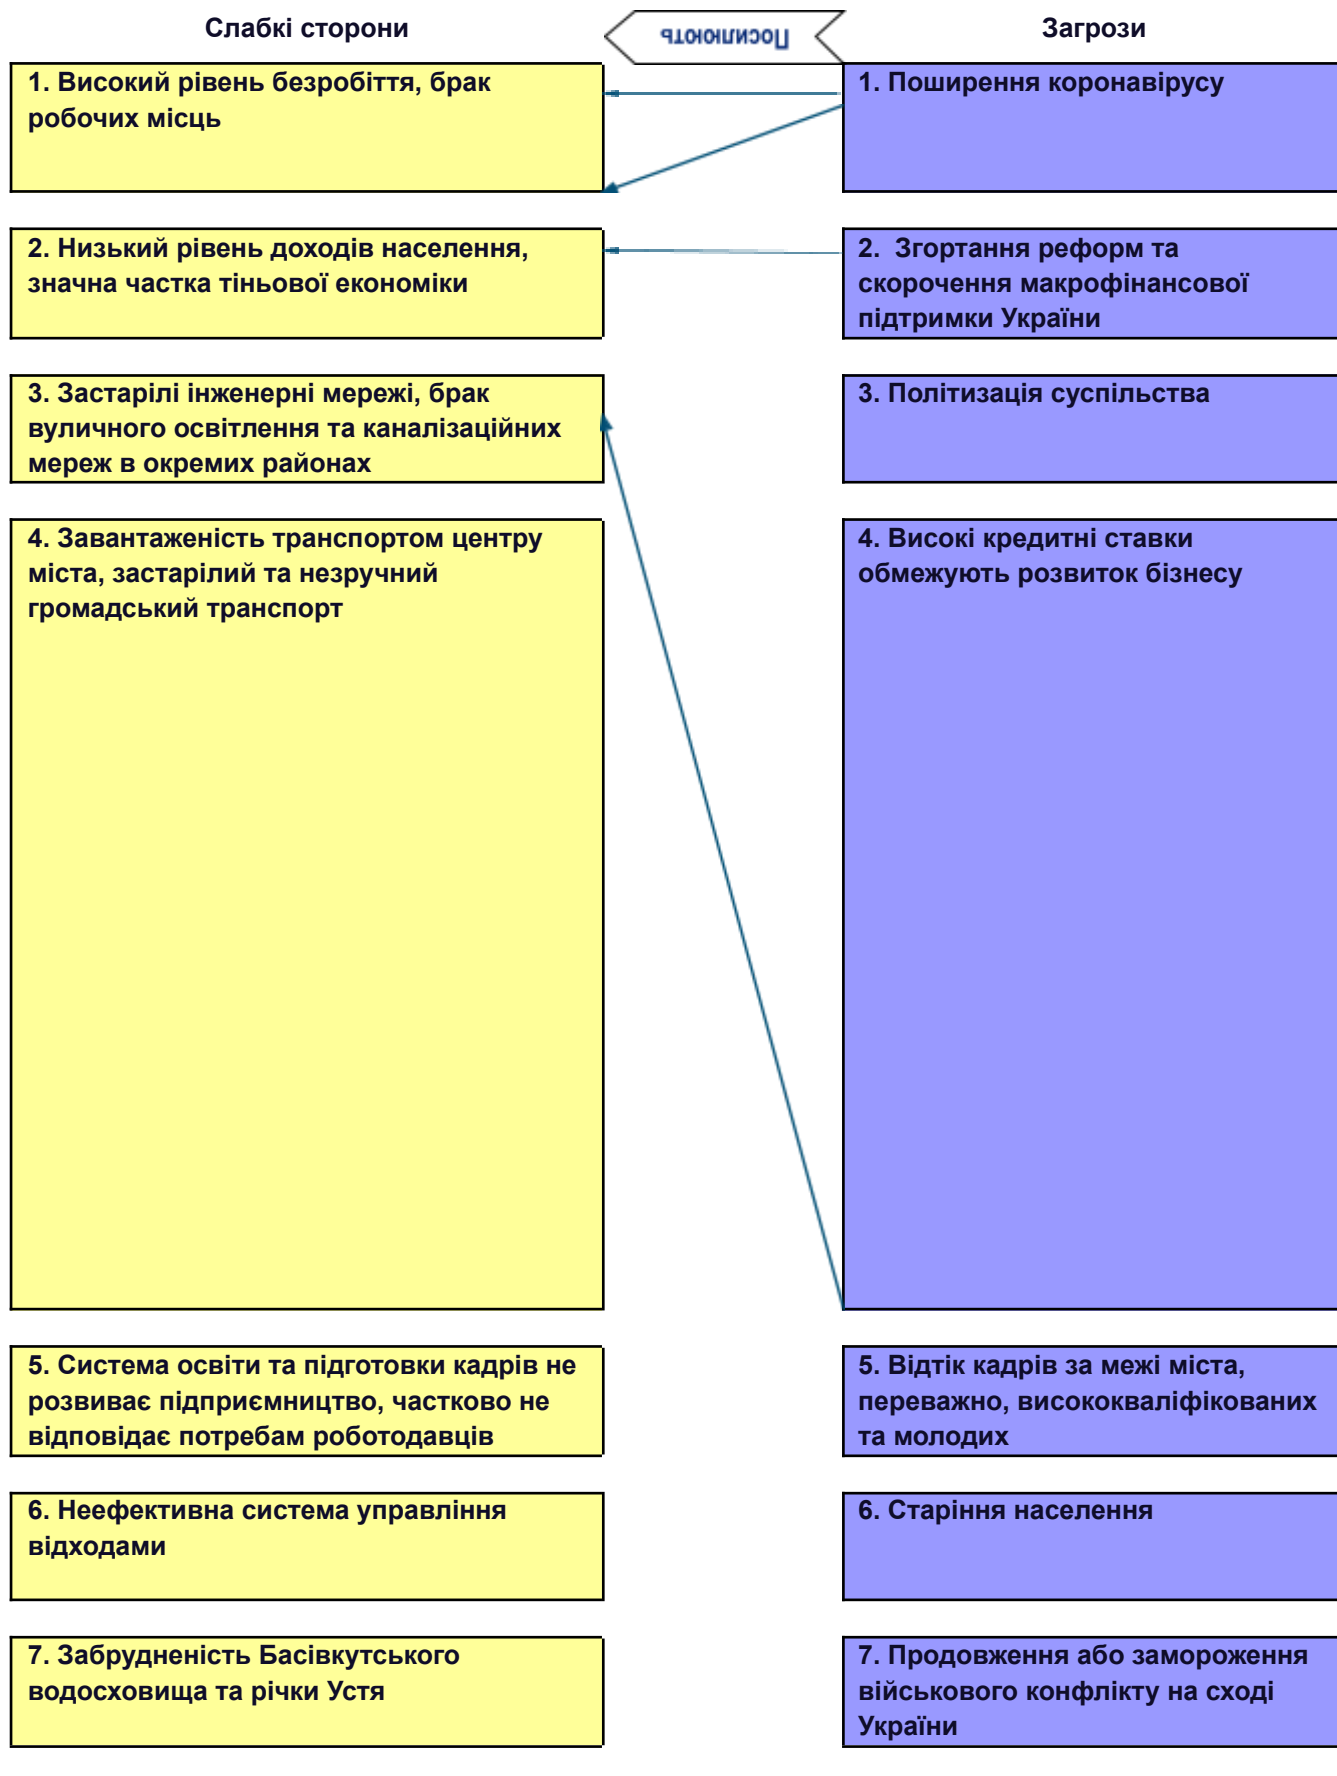 Слабкі сторони
Посилюють
Загрози
1. Високий рівень безробіття, брак
робочих місць
1. Поширення коронавірусу
2. Низький рівень доходів населення,
значна частка тіньової економіки
2. Згортання реформ та
скорочення макрофінансової
підтримки України
3. Застарілі інженерні мережі, брак
вуличного освітлення та каналізаційних
мереж в окремих районах
3. Політизація суспільства
4. Завантаженість транспортом центру
міста, застарілий та незручний
громадський транспорт
4. Високі кредитні ставки
обмежують розвиток бізнесу
5. Система освіти та підготовки кадрів не
розвиває підприємництво, частково не
відповідає потребам роботодавців
5. Відтік кадрів за межі міста,
переважно, висококваліфікованих
та молодих
6. Неефективна система управління
відходами
6. Старіння населення
7. Забрудненість Басівкутського
водосховища та річки Устя
7. Продовження або замороження
військового конфлікту на сході
України